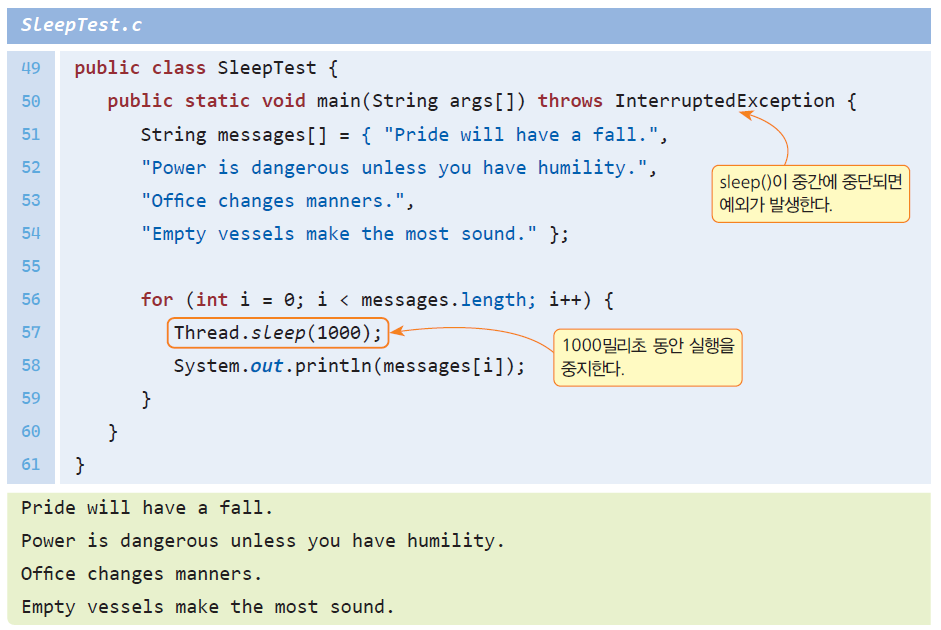 SleepTest.c
49 public class SleepTest {
50 public static void main(String args[]) throws InterruptedException {
51 String messages[] = { "Pride will have a fall.",
52 "Power is dangerous unless you have humility.",
sleep()이 중간에 중단되면
예외가 발생한다.
53 "Office changes manners.",
54 "Empty vessels make the most sound." };
55
56 for (int i = 0; i < messages.length; i++) {
57 Thread.sleep(1000);
1000밀리초 동안 실행을
중지한다.
58 System.out.println(messages[i]);
59 }
60 }
61 }
Pride will have a fall.
Power is dangerous unless you have humility.
Office changes manners.
Empty vessels make the most sound.